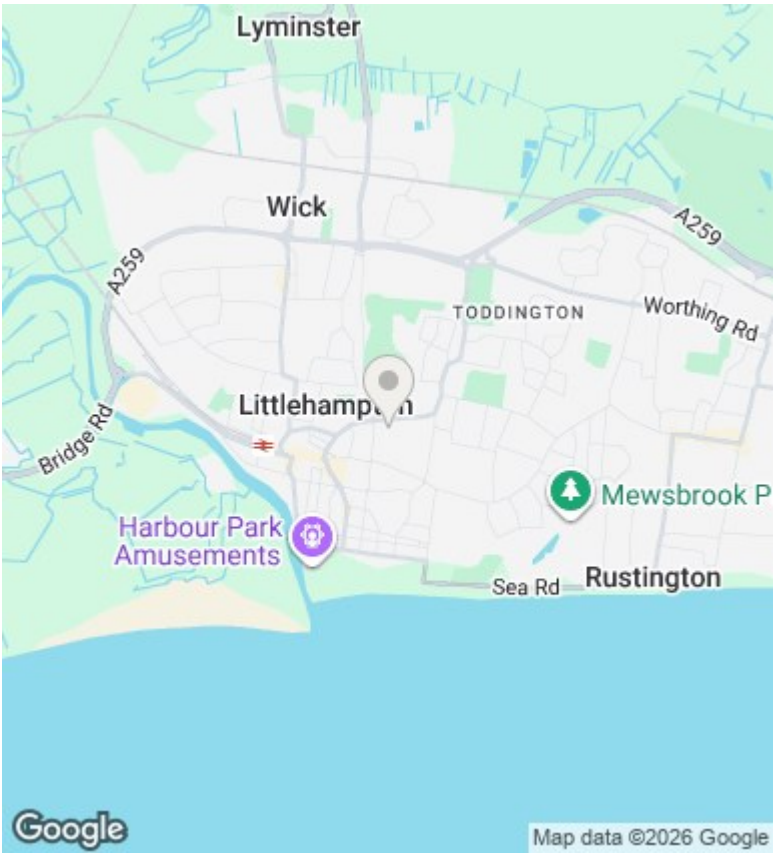 Lyminster
Wick
A259
A259
TODDINGTON
Worthing Rd
Littlehampton
Bridge Rd
Mewsbrook P
Harbour Park
Amusements
Sea Rd
Rustington
Google
Map data ©2026 Google